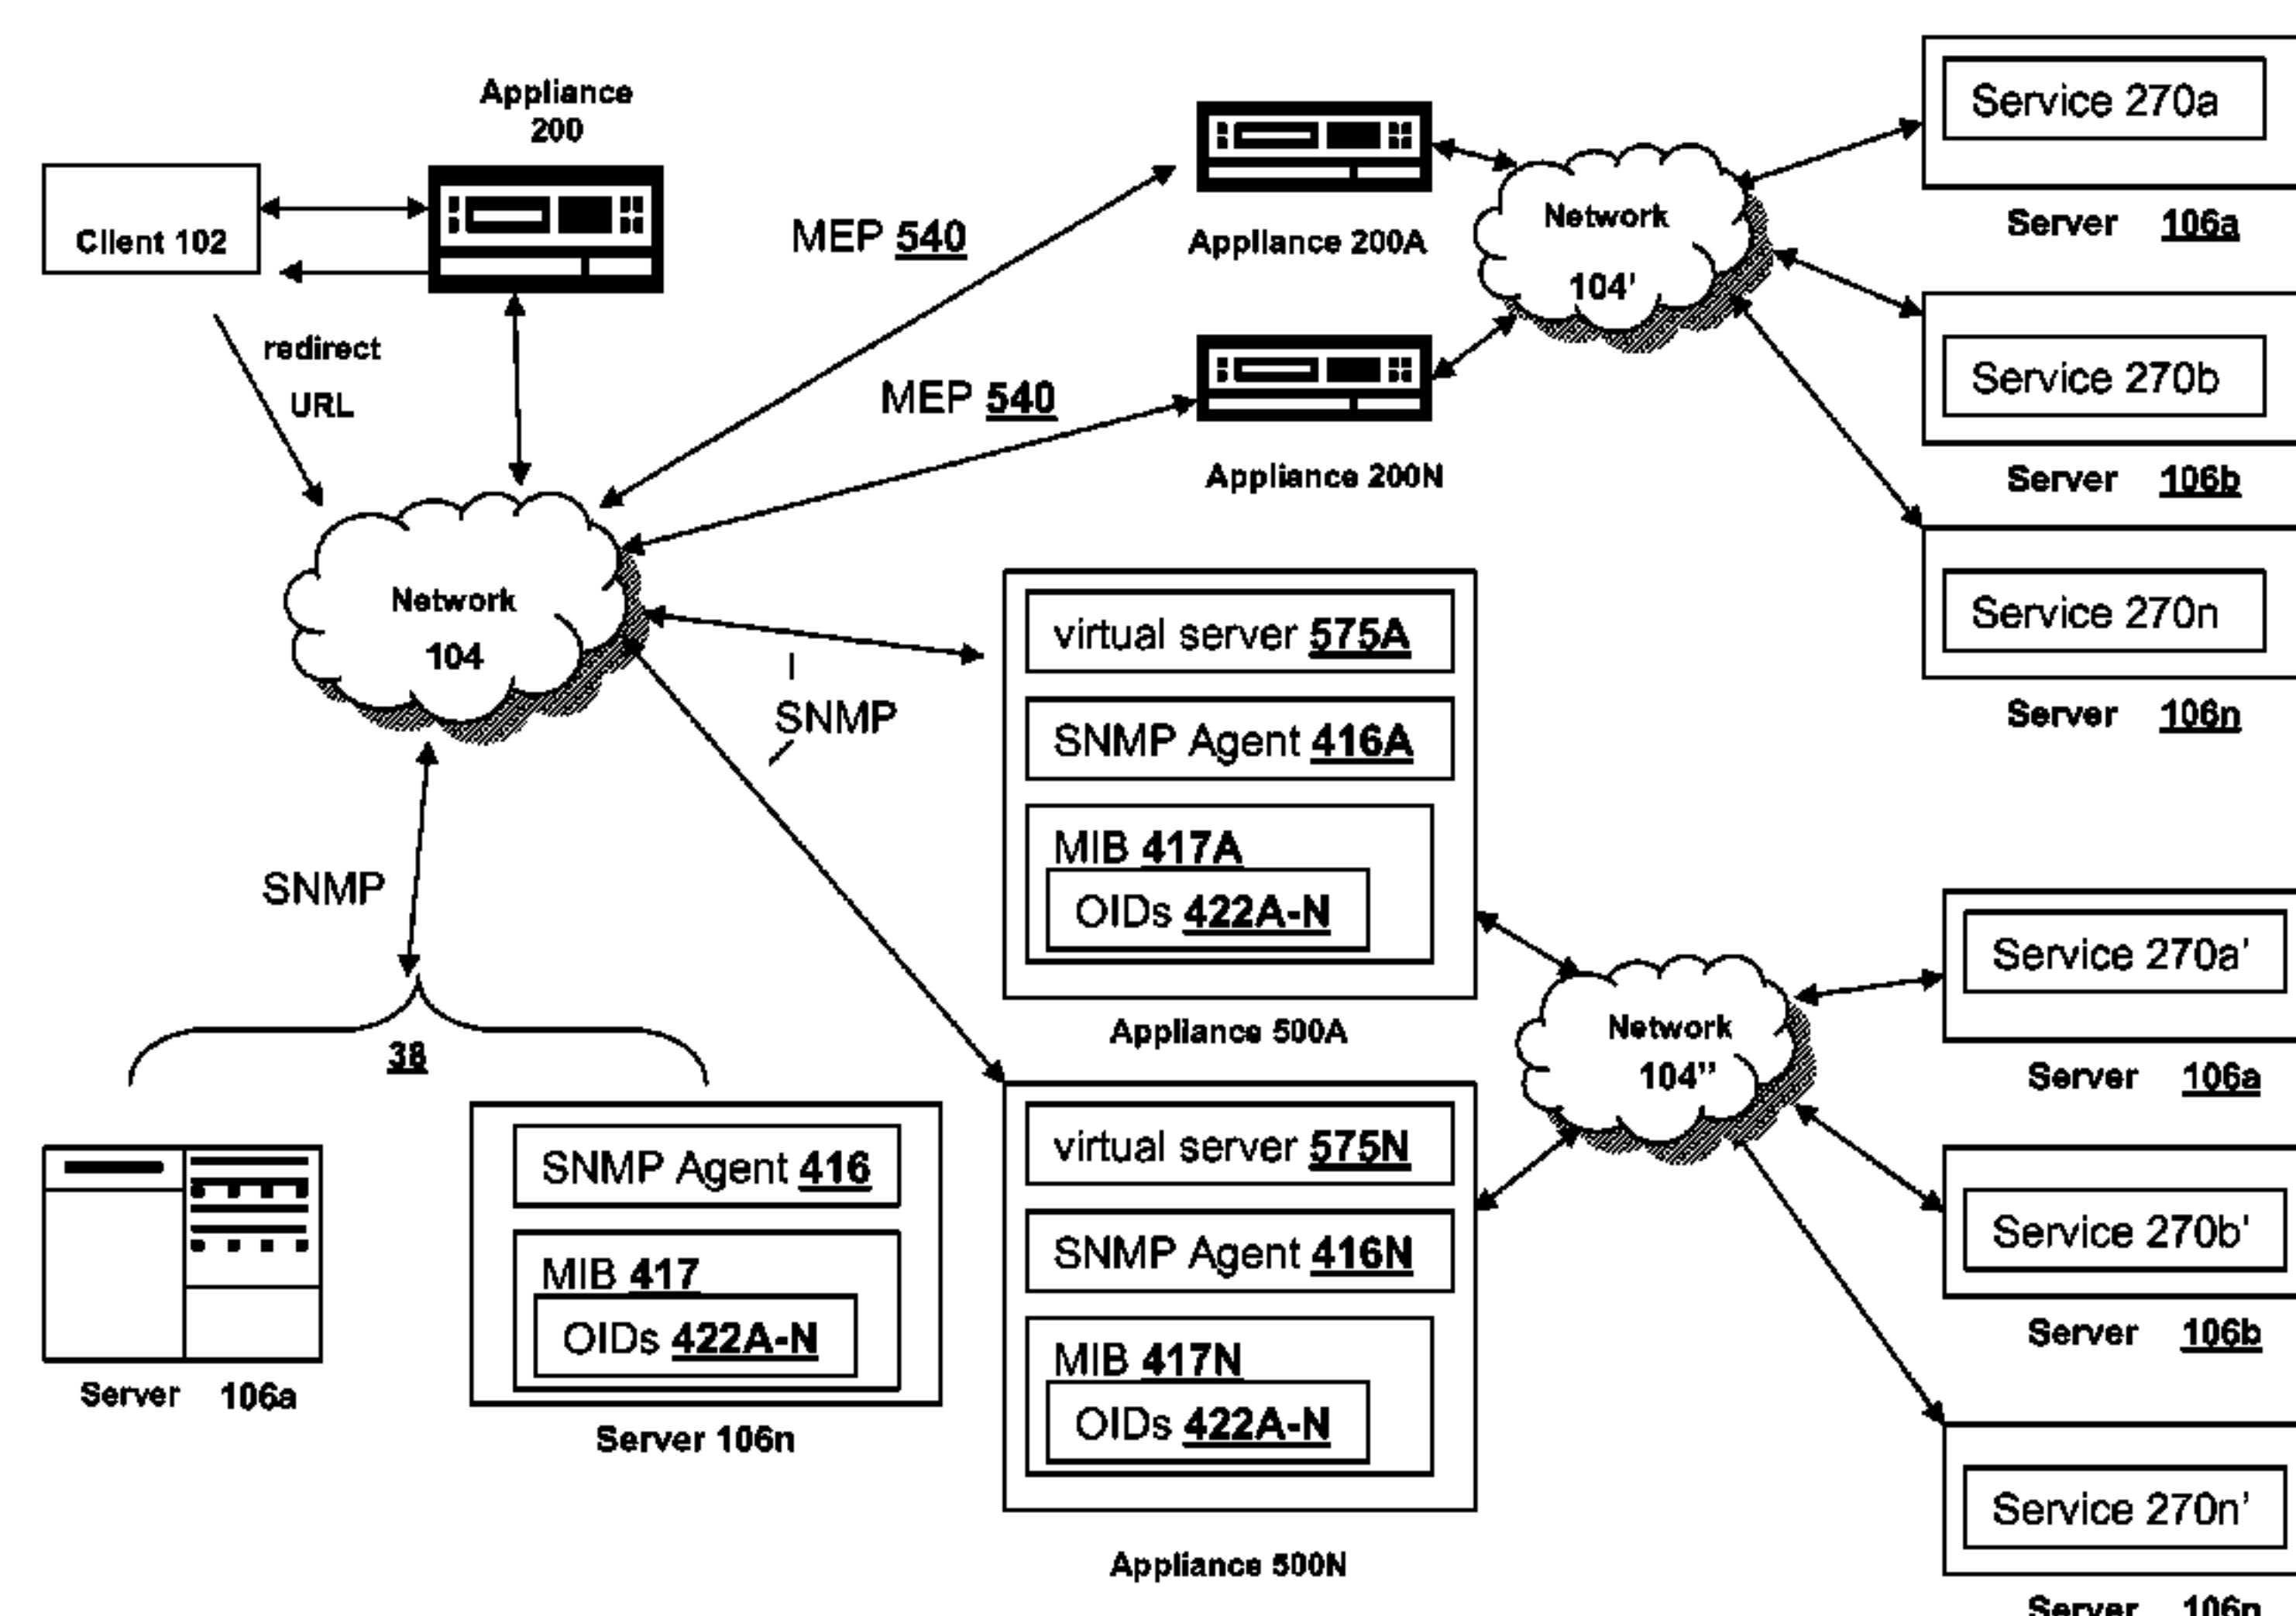 Appliance
200
Client 102
redirect
URL
MEP 540
MEP 540
Appliance 200A
Appliance 200N
Network
104'
Service 270a
Server 106a
Service 270b
Server 106b
Service 270n
Server 106n
Network
104
SNMP
SNMP
virtual server 575A
SNMP Agent 416A
MIB 417A
OIDs 422A-N
Appliance 500A
38
Server 106a
SNMP Agent 416
MIB 417
OIDs 422A-N
Server 106n
virtual server 575N
SNMP Agent 416N
MIB 417N
OIDs 422A-N
Appliance 500N
Network
104''
Service 270a'
Server 106a
Service 270b'
Server 106b
Service 270n'
Server 106n